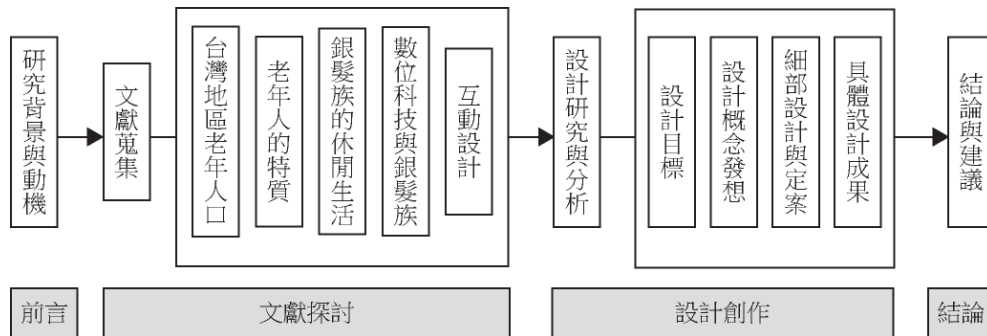 研究背景與動機
文獻蒐集
台灣地區老年人口
老年人的特質
銀髮族的休閒生活
數位科技與銀髮族
互動設計
設計研究與分析
設計目標
設計概念發想
細部設計與定案
具體設計成果
結論與建議
前言
文獻探討
設計創作
結論